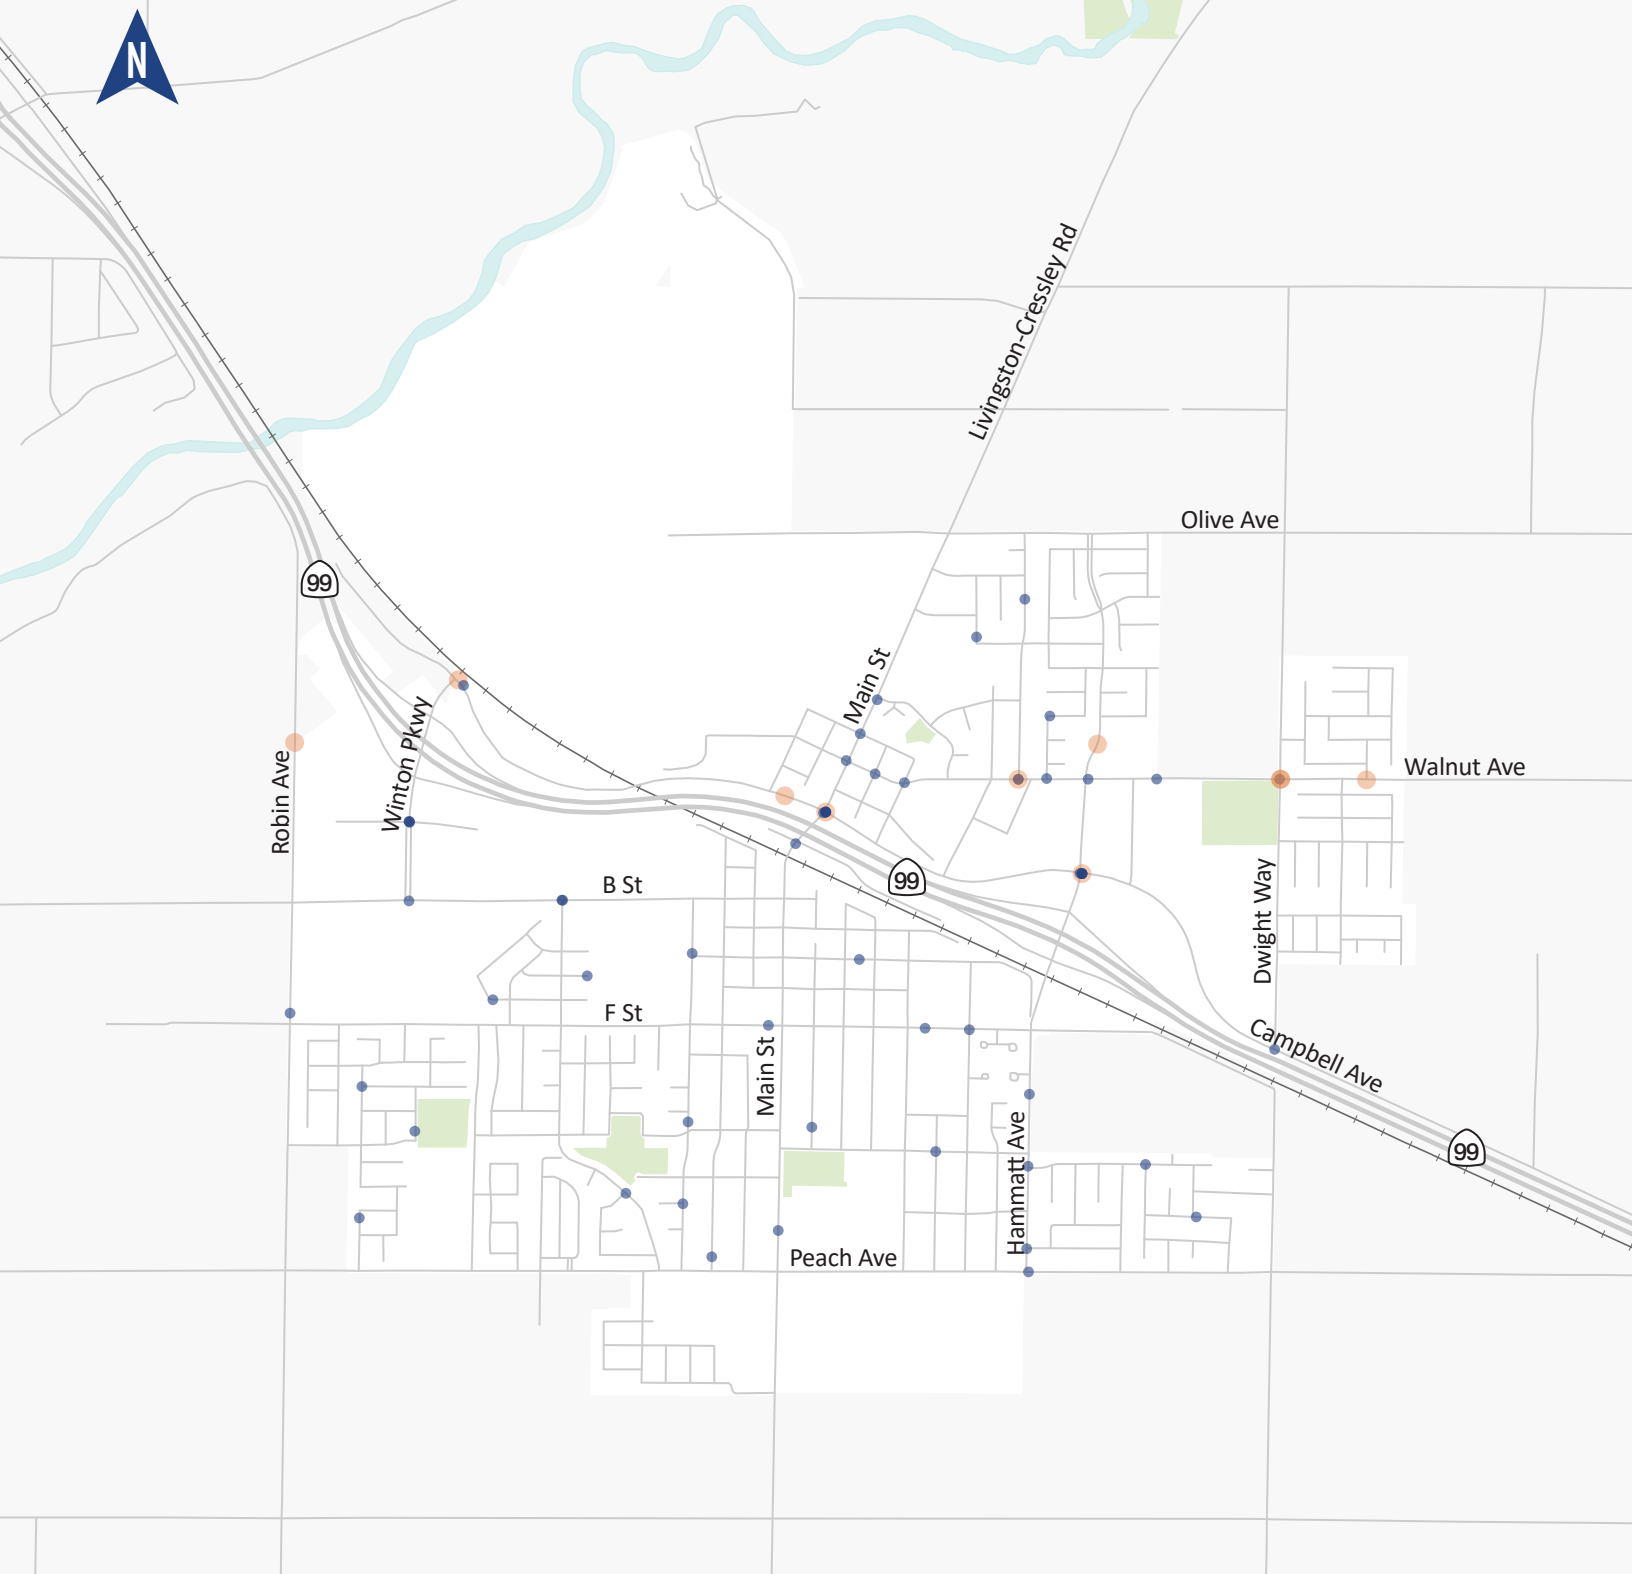 N
Livingston-Cressley Rd
Olive Ave
99
Main St
Winton Pkwy
Robin Ave
Walnut Ave
B St
99
Dwight Way
F St
Campbell Ave
Main St
Hammatt Ave
99
Peach Ave